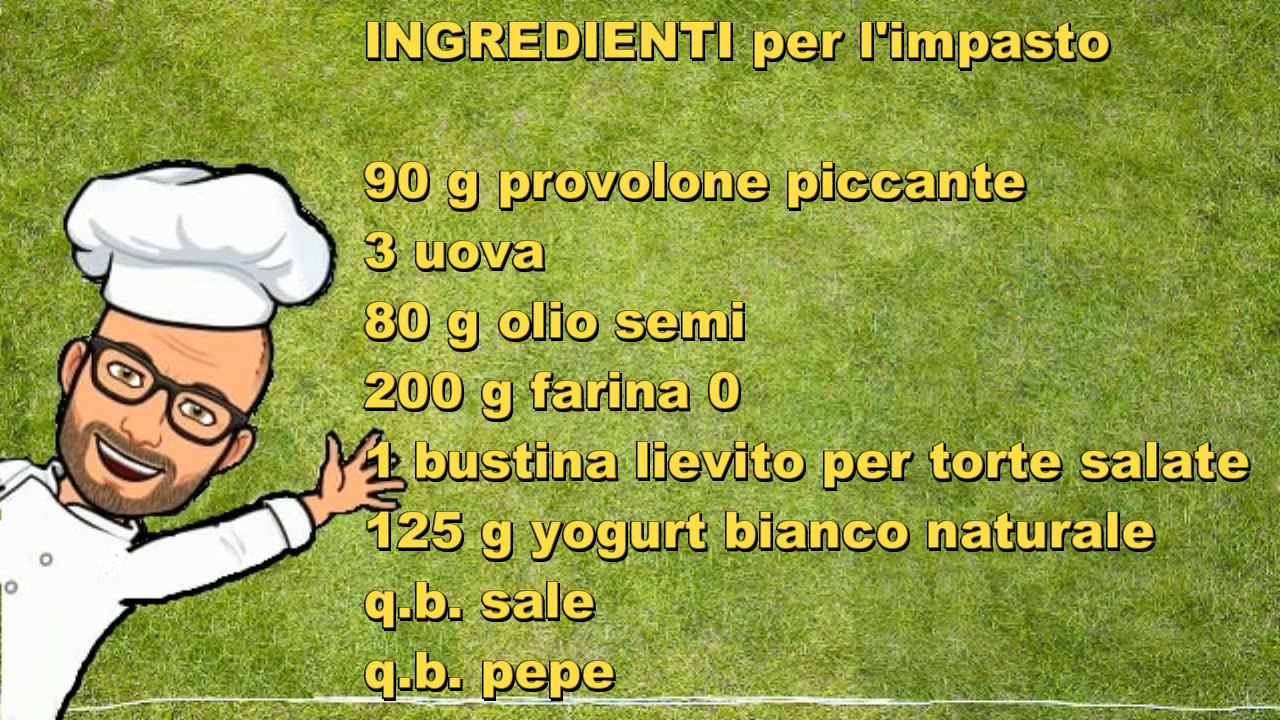 INGREDIENTI per l'impasto
90 g provolone piccante
3 uova
80 g olio semi
200 g farina 0
1 bustina lievito per torte salate
125 g yogurt bianco naturale
q.b. sale
q.b. pepe